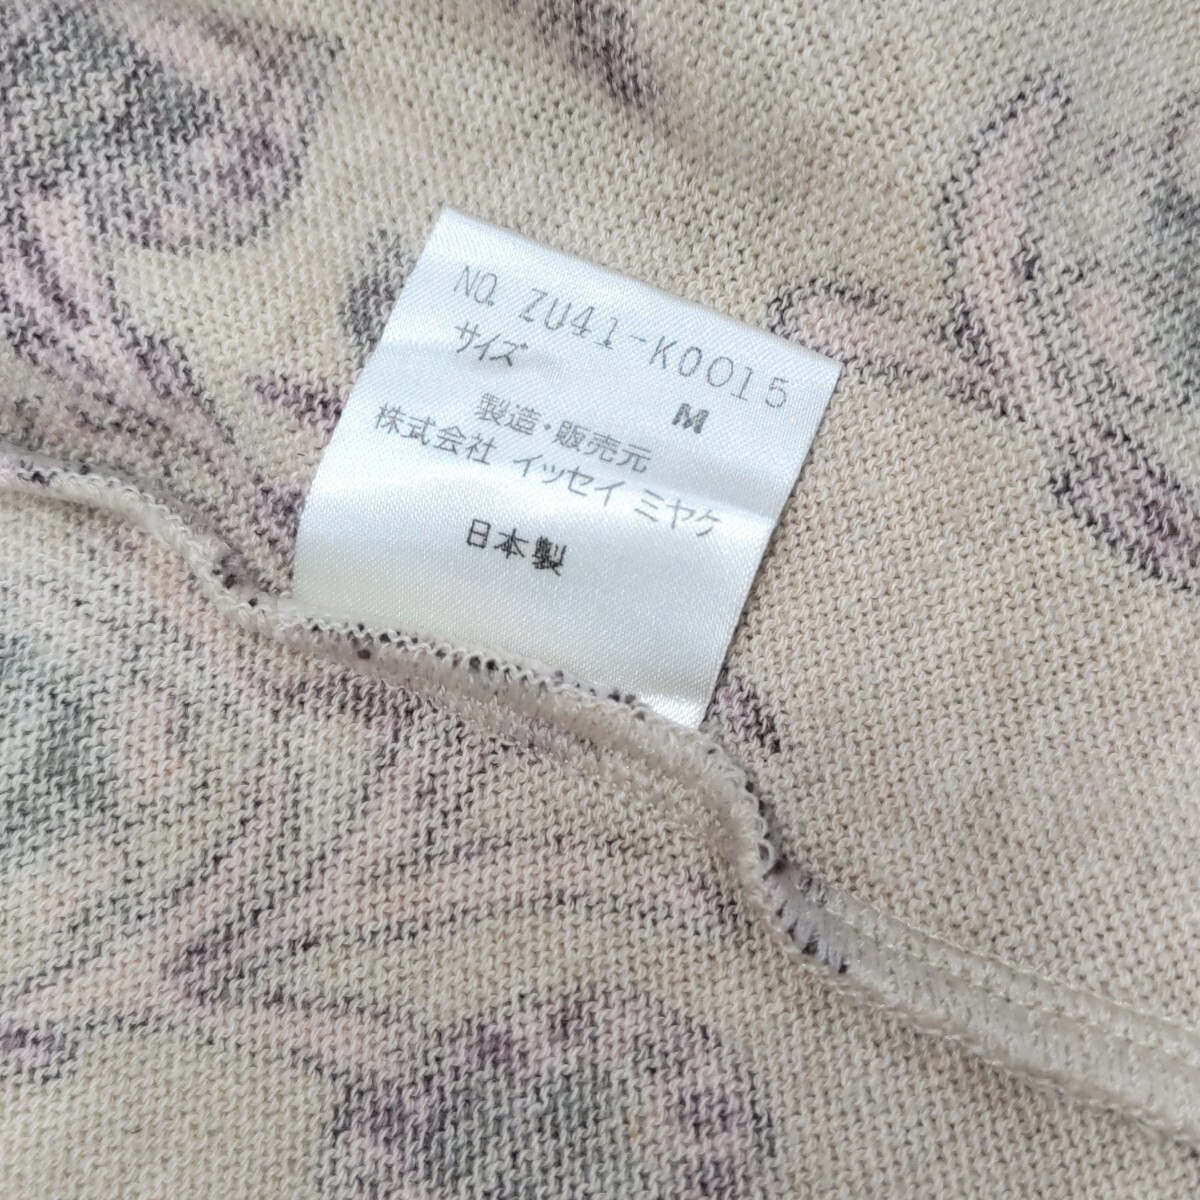 NO. ZU41-K0015
サイズ M
製造・販売元
株式会社 イッセイ ミヤケ
日本製